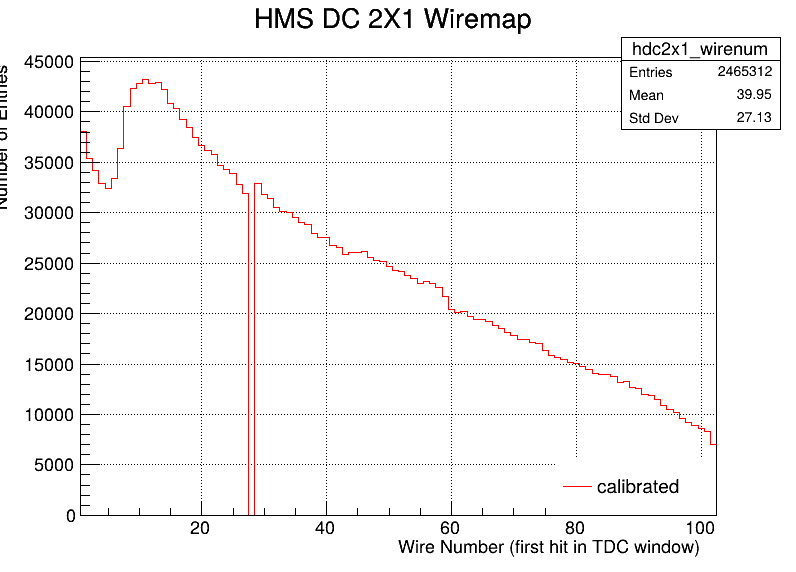 HMS DC 2X1 Wiremap
hdc2x1_wirenum
Entries 2465312
Mean 39.95
Std Dev 27.13
Number of Entries
45000
40000
35000
30000
25000
20000
15000
10000
5000
0
calibrated
20 40 60 80 100
Wire Number (first hit in TDC window)